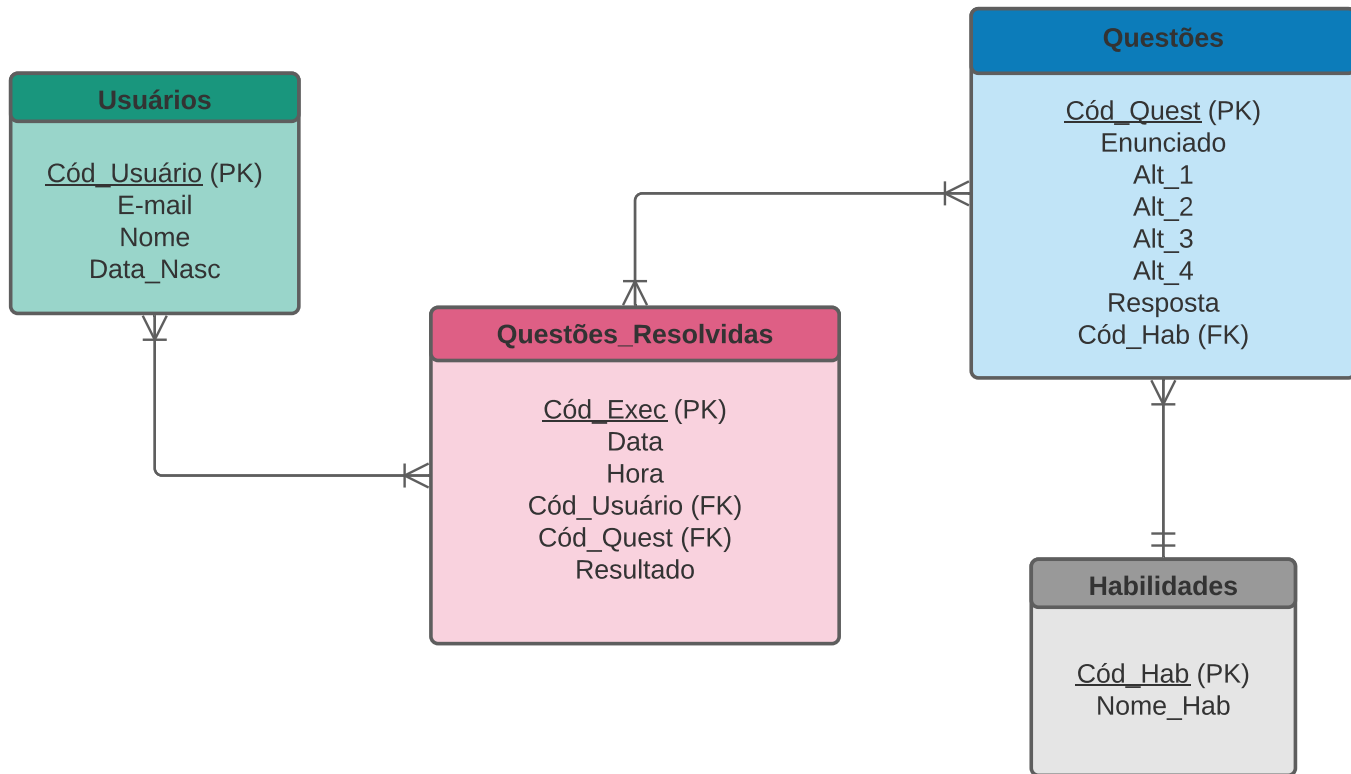 Usuários
Cód_Usuário (PK)
E-mail
Nome
Data_Nasc
Questões_Resolvidas
Cód_Exec (PK)
Data
Hora
Cód_Usuário (FK)
Cód_Quest (FK)
Resultado
Questões
Cód_Quest (PK)
Enunciado
Alt_1
Alt_2
Alt_3
Alt_4
Resposta
Cód_Hab (FK)
Habilidades
Cód_Hab (PK)
Nome_Hab